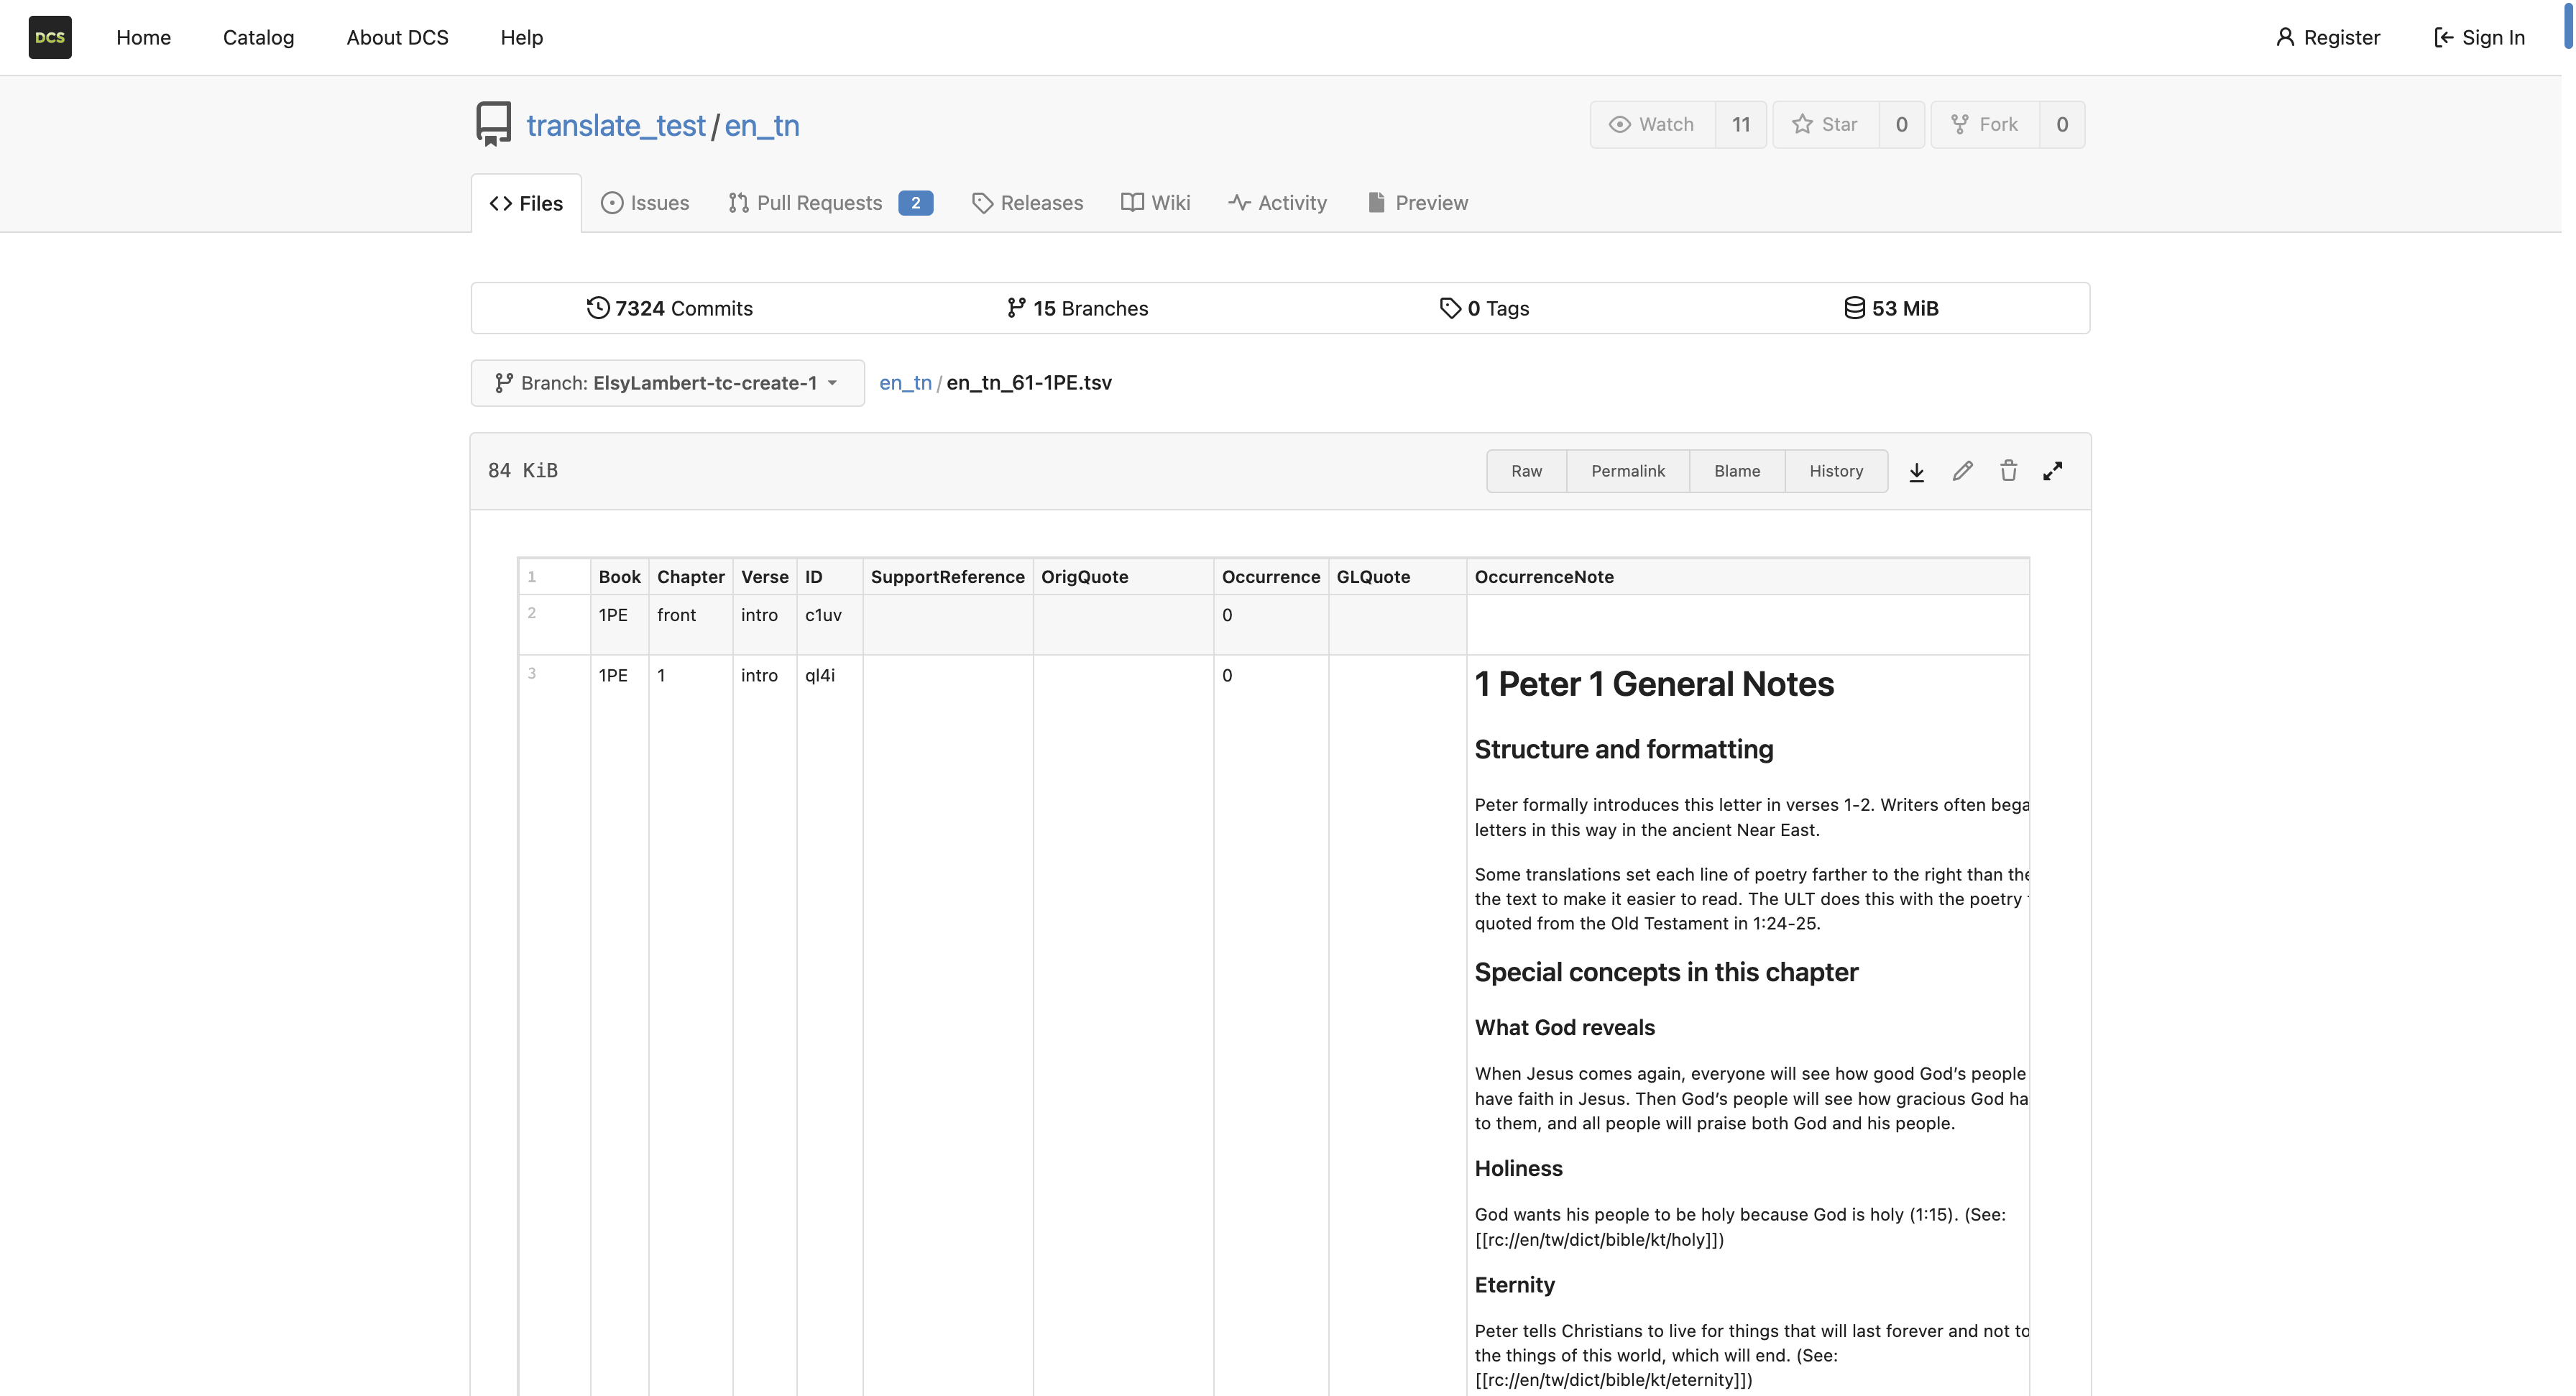 DCS Home Catalog About DCS Help Register Sign In
translate_test / en_tn Watch 11 Star 0 Fork 0
Files Issues Pull Requests 2 Releases Wiki Activity Preview
7324 Commits 15 Branches 0 Tags 53 MiB
Branch: ElsyLambert-tc-create-1 en_tn / en_tn_61-1PE.tsv
84 KiB Raw Permalink Blame History
1 Book Chapter Verse ID SupportReference OrigQuote Occurrence GLQuote OccurrenceNote
2 1PE front intro c1uv 0
3 1PE 1 intro ql4i 0
1 Peter 1 General Notes
Structure and formatting
Peter formally introduces this letter in verses 1-2. Writers often bega
letters in this way in the ancient Near East.
Some translations set each line of poetry farther to the right than the
the text to make it easier to read. The ULT does this with the poetry
quoted from the Old Testament in 1:24-25.
Special concepts in this chapter
What God reveals
When Jesus comes again, everyone will see how good God’s people
have faith in Jesus. Then God’s people will see how gracious God ha
to them, and all people will praise both God and his people.
Holiness
God wants his people to be holy because God is holy (1:15). (See:
[[rc://en/tw/dict/bible/kt/holy]])
Eternity
Peter tells Christians to live for things that will last forever and not to
the things of this world, which will end. (See:
[[rc://en/tw/dict/bible/kt/eternity]])